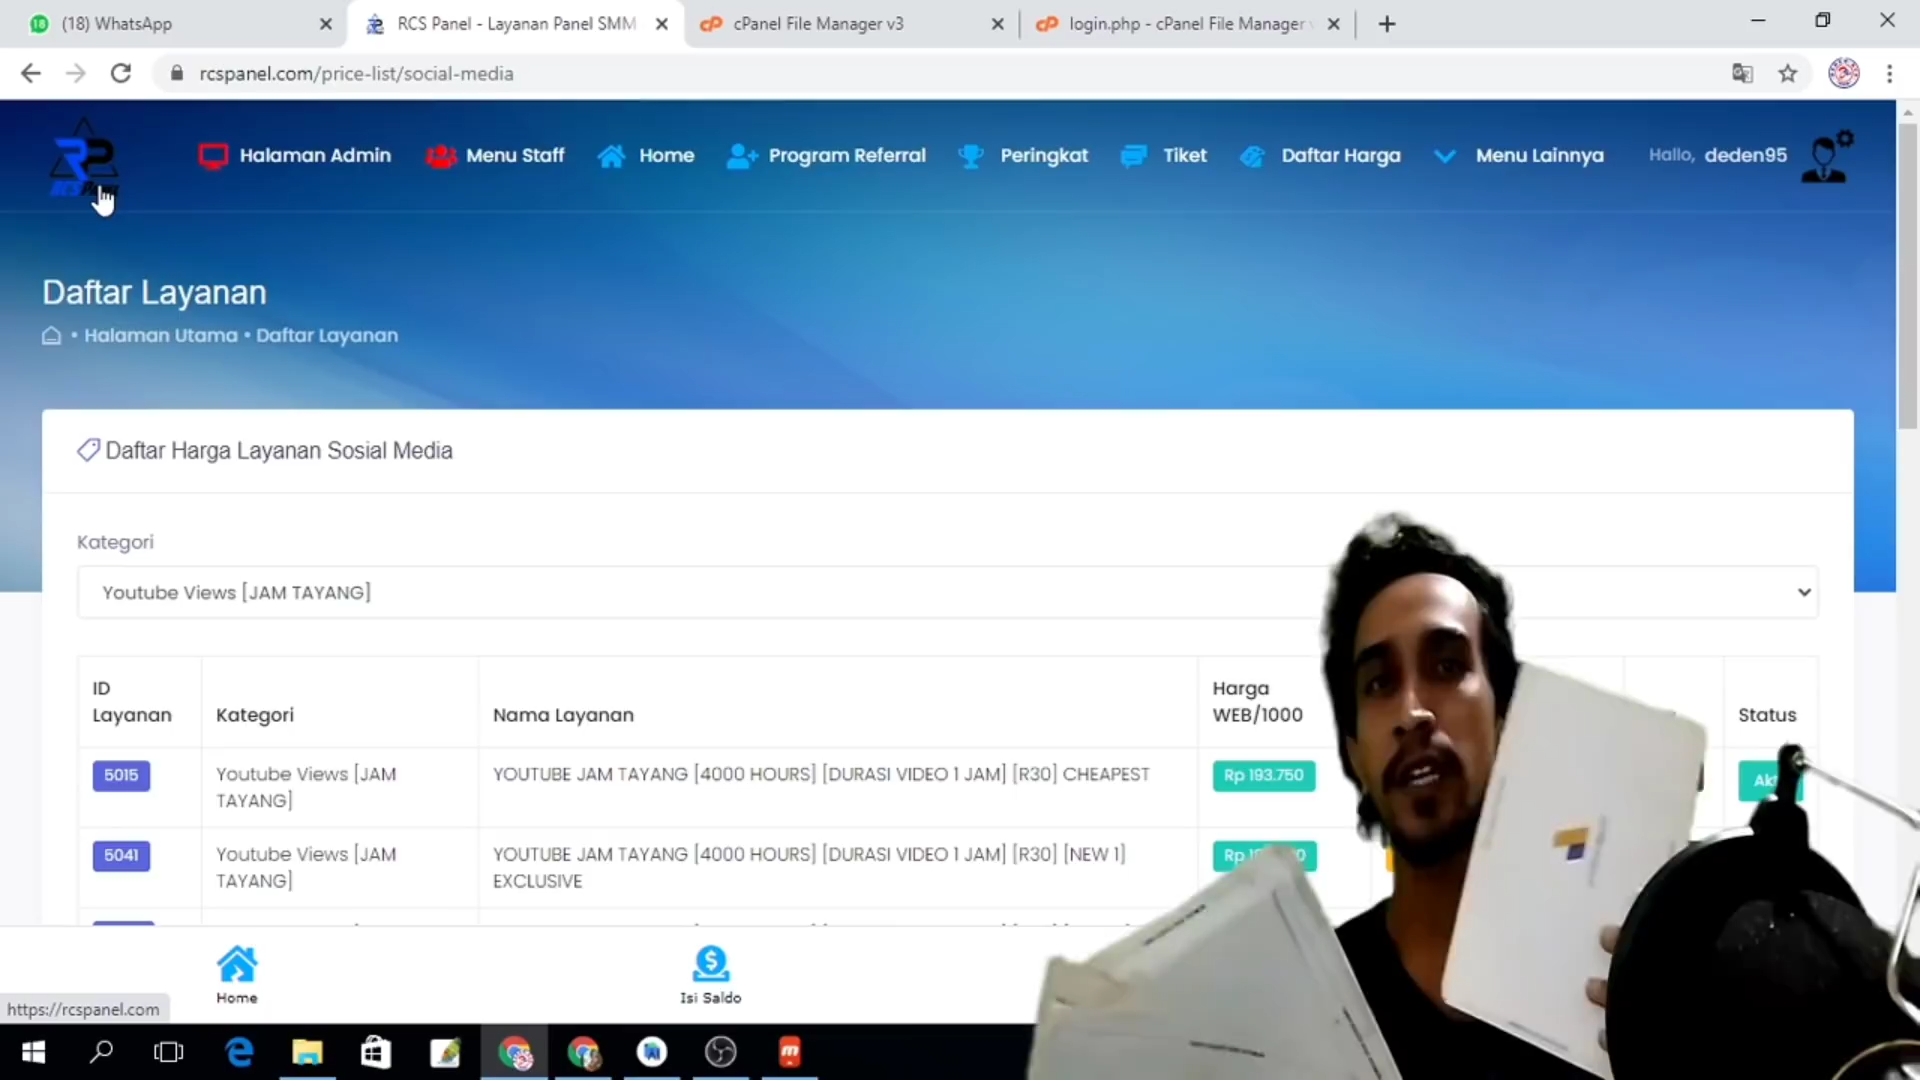 (18) WhatsApp
RCS Panel - Layanan Panel SMM
cPanel File Manager v3
login.php - cPanel File Manager
rcspanel.com/price-list/social-media
Halaman Admin
Menu Staff
Home
Program Referral
Peringkat
Tiket
Daftar Harga
Menu Lainnya
Hallo, deden95
Daftar Layanan
• Halaman Utama • Daftar Layanan
Daftar Harga Layanan Sosial Media
Kategori
Youtube Views [JAM TAYANG]
ID Layanan
Kategori
Nama Layanan
Harga WEB/1000
Status
5015
Youtube Views [JAM TAYANG]
YOUTUBE JAM TAYANG [4000 HOURS] [DURASI VIDEO 1 JAM] [R30] CHEAPEST
Rp 193.750
5041
Youtube Views [JAM TAYANG]
YOUTUBE JAM TAYANG [4000 HOURS] [DURASI VIDEO 1 JAM] [R30] [NEW 1] EXCLUSIVE
Home
Isi Saldo
https://rcspanel.com